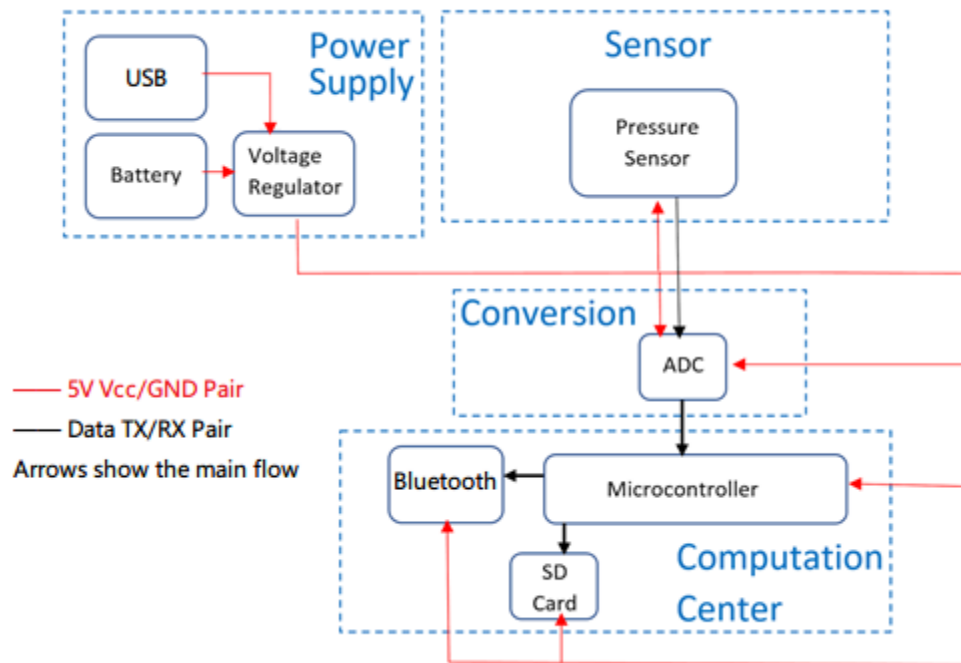 Power
Supply
USB
Battery
Voltage
Regulator
Sensor
Pressure
Sensor
Conversion
ADC
5V Vcc/GND Pair
Data TX/RX Pair
Arrows show the main flow
Bluetooth
Microcontroller
SD
Card
Computation
Center